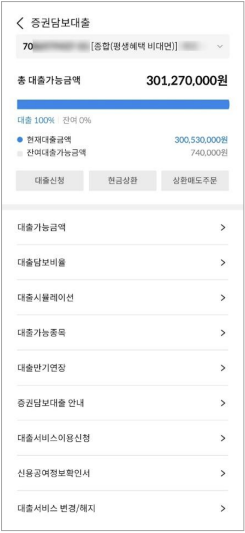 증권담보대출
70 [종합(평생혜택 비대면)]
총 대출가능금액 301,270,000원
대출 100% | 잔여 0%
현재대출금액 300,530,000원
잔여대출가능금액 740,000원
대출신청 현금상환 상환매도주문
대출가능금액
대출담보비율
대출시뮬레이션
대출가능종목
대출만기연장
증권담보대출 안내
대출서비스이용신청
신용공여정보확인서
대출서비스 변경/해지